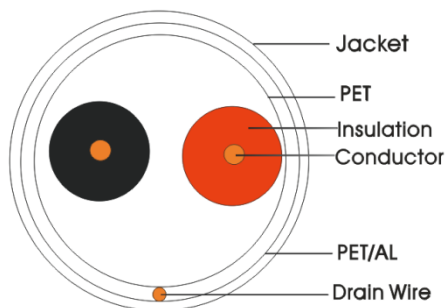 Jacket
PET
Insulation
Conductor
PET/AL
Drain Wire